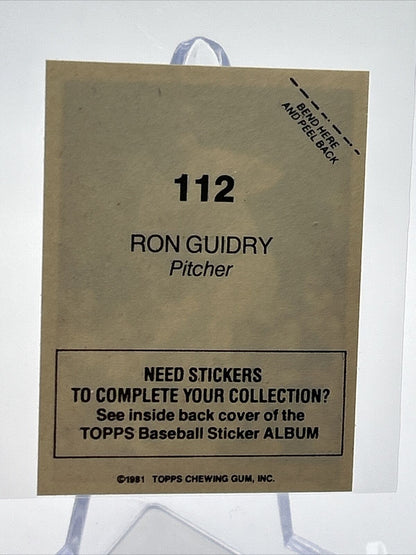 BEND HERE
AND PEEL BACK
112
RON GUIDRY
Pitcher
NEED STICKERS
TO COMPLETE YOUR COLLECTION?
See inside back cover of the
TOPPS Baseball Sticker ALBUM
©1981 TOPPS CHEWING GUM, INC.